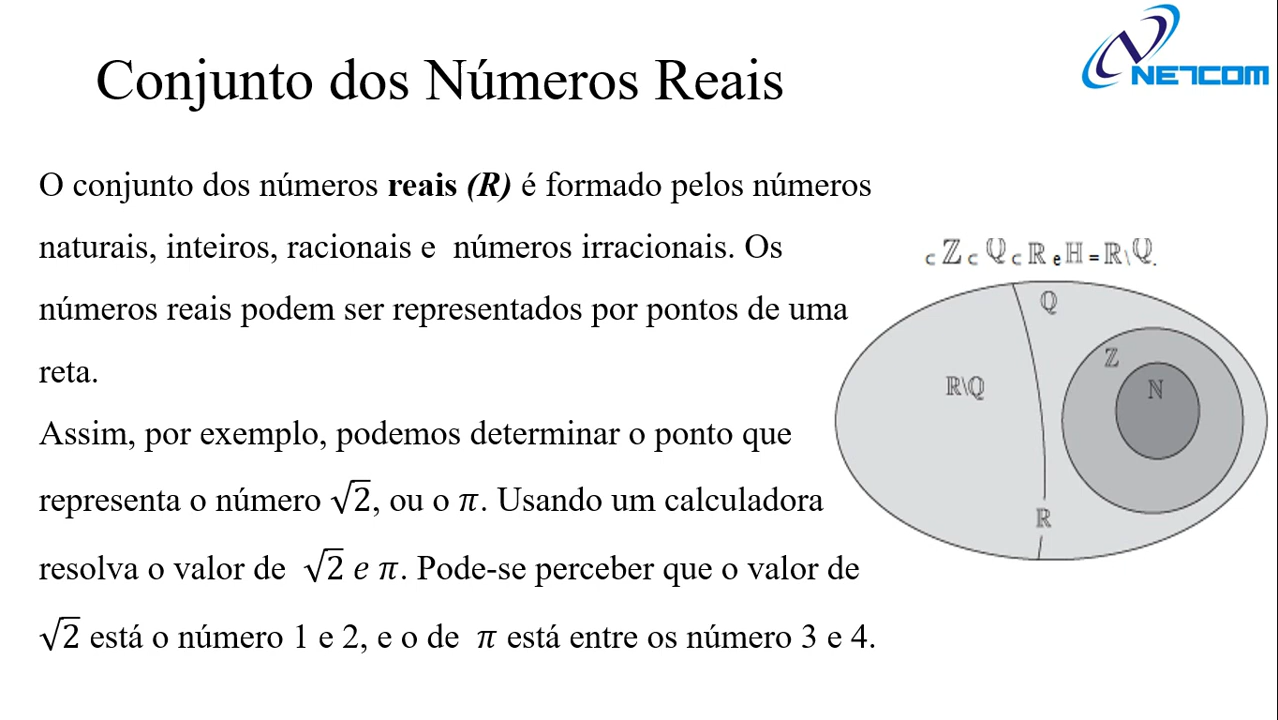 NETCOM
Conjunto dos Números Reais
O conjunto dos números reais (R) é formado pelos números
naturais, inteiros, racionais e números irracionais. Os
números reais podem ser representados por pontos de uma
reta.
Assim, por exemplo, podemos determinar o ponto que
representa o número √2, ou o π. Usando um calculadora
resolva o valor de √2 e π. Pode-se perceber que o valor de
√2 está o número 1 e 2, e o de π está entre os número 3 e 4.
⊂ ℤ ⊂ ℚ ⊂ ℝ e ℍ = ℝ\ℚ.
ℚ
ℤ
ℕ
ℝ\ℚ
ℝ